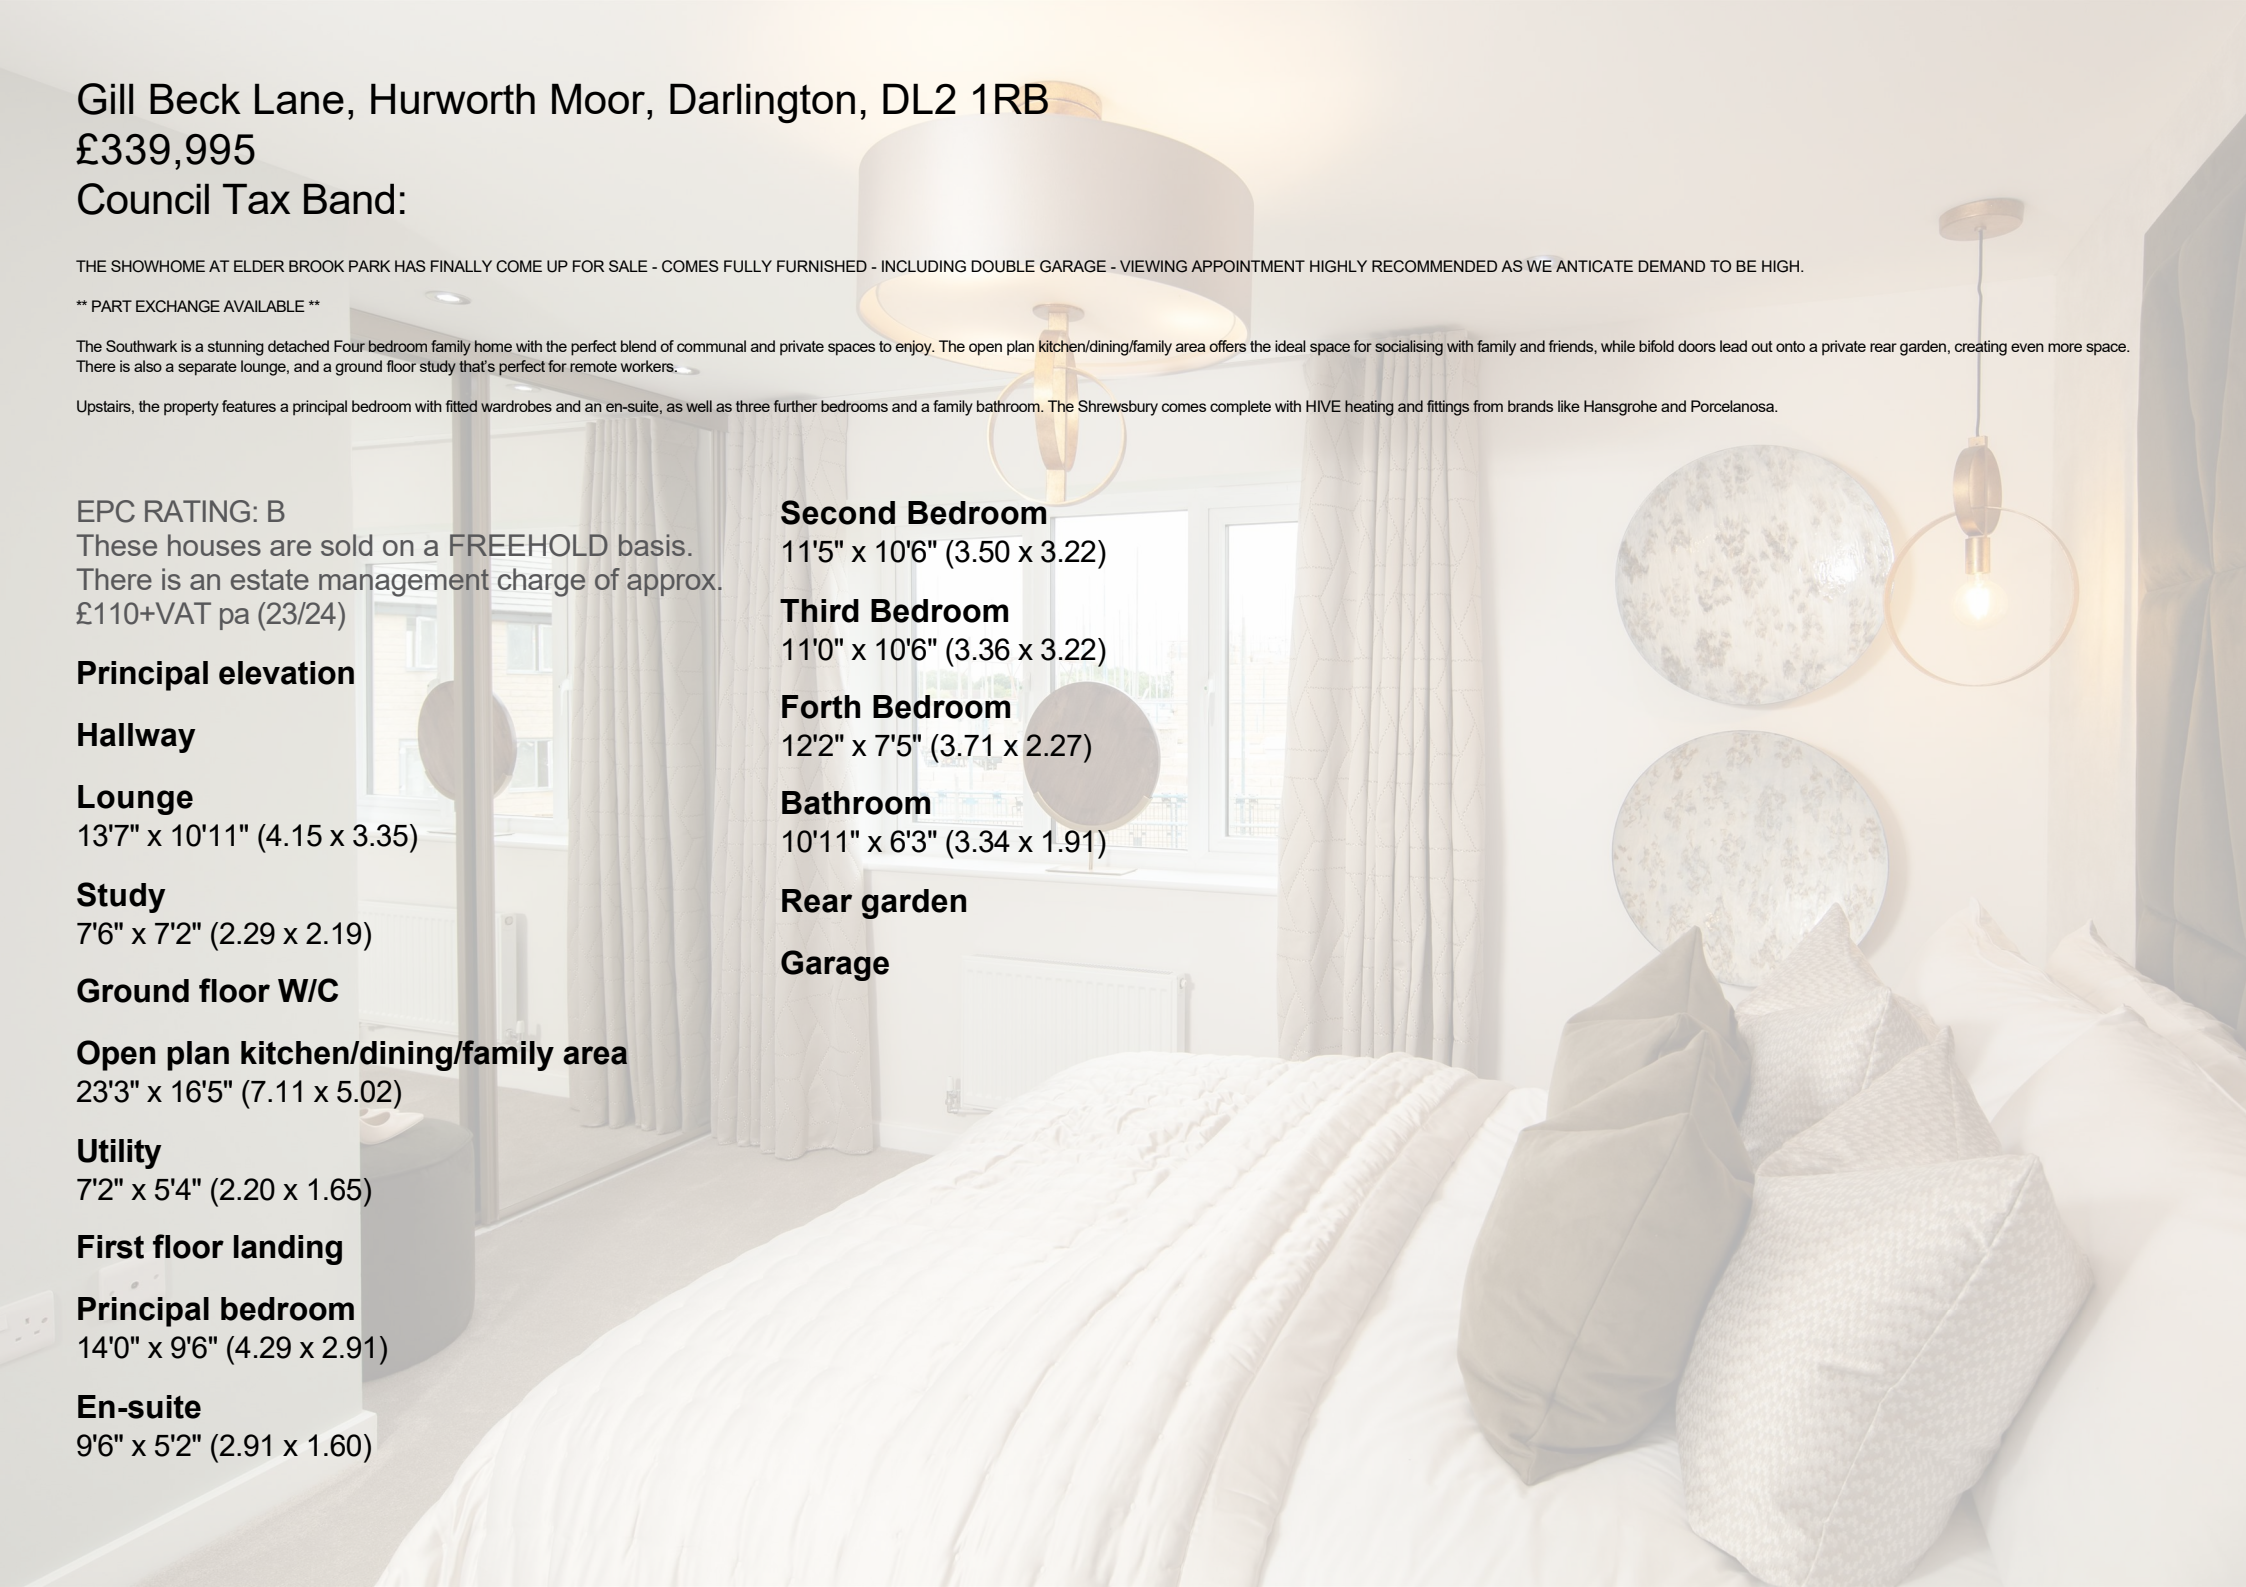 Gill Beck Lane, Hurworth Moor, Darlington, DL2 1RB
£339,995
Council Tax Band:
THE SHOWHOME AT ELDER BROOK PARK HAS FINALLY COME UP FOR SALE - COMES FULLY FURNISHED - INCLUDING DOUBLE GARAGE - VIEWING APPOINTMENT HIGHLY RECOMMENDED AS WE ANTICATE DEMAND TO BE HIGH.
** PART EXCHANGE AVAILABLE **
The Southwark is a stunning detached Four bedroom family home with the perfect blend of communal and private spaces to enjoy. The open plan kitchen/dining/family area offers the ideal space for socialising with family and friends, while bifold doors lead out onto a private rear garden, creating even more space.
There is also a separate lounge, and a ground floor study that's perfect for remote workers.
Upstairs, the property features a principal bedroom with fitted wardrobes and an en-suite, as well as three further bedrooms and a family bathroom. The Shrewsbury comes complete with HIVE heating and fittings from brands like Hansgrohe and Porcelanosa.
EPC RATING: B
These houses are sold on a FREEHOLD basis.
There is an estate management charge of approx.
£110+VAT pa (23/24)
Principal elevation
Hallway
Lounge
13'7" x 10'11" (4.15 x 3.35)
Study
7'6" x 7'2" (2.29 x 2.19)
Ground floor W/C
Open plan kitchen/dining/family area
23'3" x 16'5" (7.11 x 5.02)
Utility
7'2" x 5'4" (2.20 x 1.65)
First floor landing
Principal bedroom
14'0" x 9'6" (4.29 x 2.91)
En-suite
9'6" x 5'2" (2.91 x 1.60)
Second Bedroom
11'5" x 10'6" (3.50 x 3.22)
Third Bedroom
11'0" x 10'6" (3.36 x 3.22)
Forth Bedroom
12'2" x 7'5" (3.71 x 2.27)
Bathroom
10'11" x 6'3" (3.34 x 1.91)
Rear garden
Garage